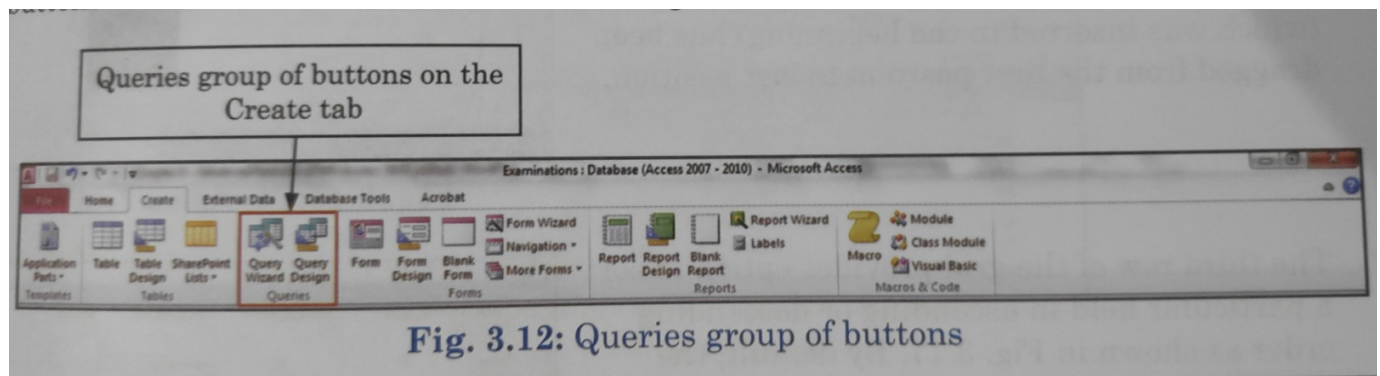 Queries group of buttons on the
Create tab
Examinations : Database (Access 2007 - 2010) - Microsoft Access
File Home Create External Data Database Tools Acrobat
Application Parts
Table
Table Design
SharePoint Lists
Query Wizard
Query Design
Form
Form Design
Blank Form
Form Wizard
Navigation
More Forms
Report
Report Design
Blank Report
Report Wizard
Labels
Macro
Module
Class Module
Visual Basic
Templates Tables Queries Forms Reports Macros & Code
Fig. 3.12: Queries group of buttons